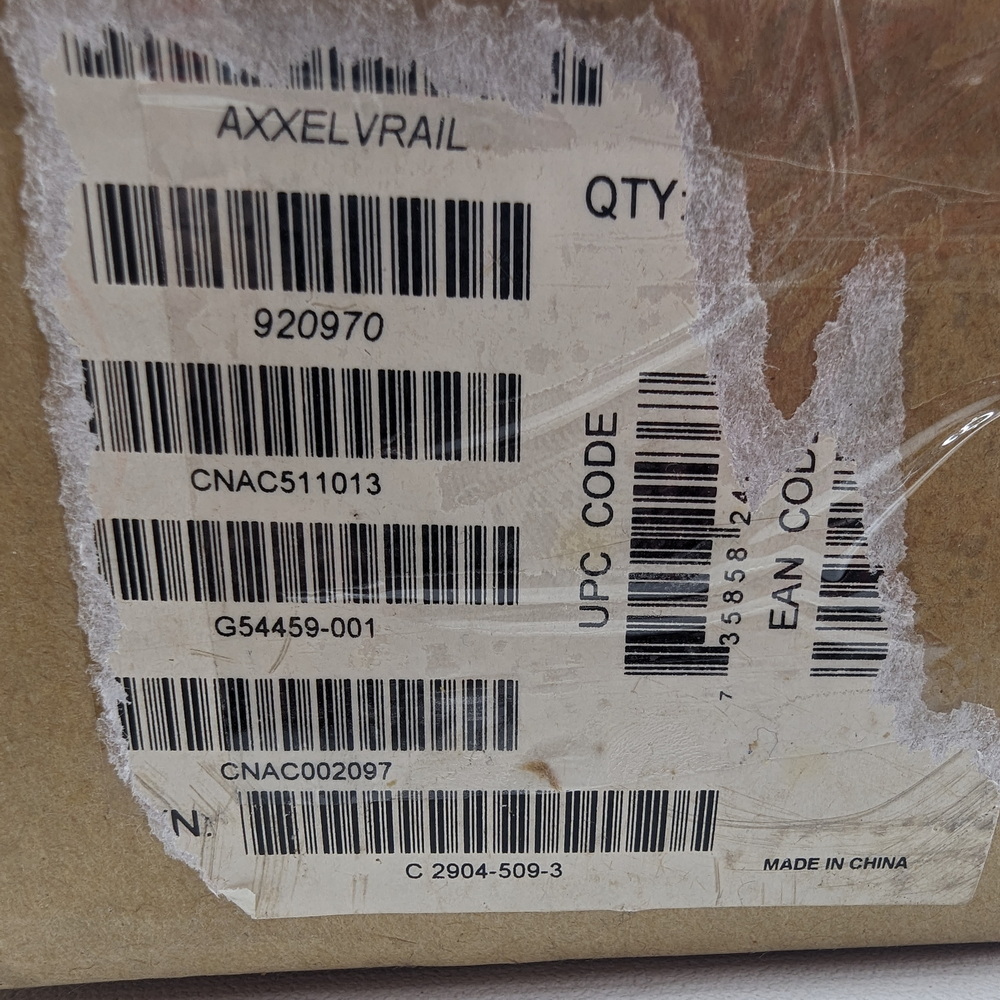 AXXELVRAIL
QTY:
920970
CNAC511013
G54459-001
CNAC002097
N
C 2904-509-3
UPC CODE
7 35858 24
EAN COD
MADE IN CHINA